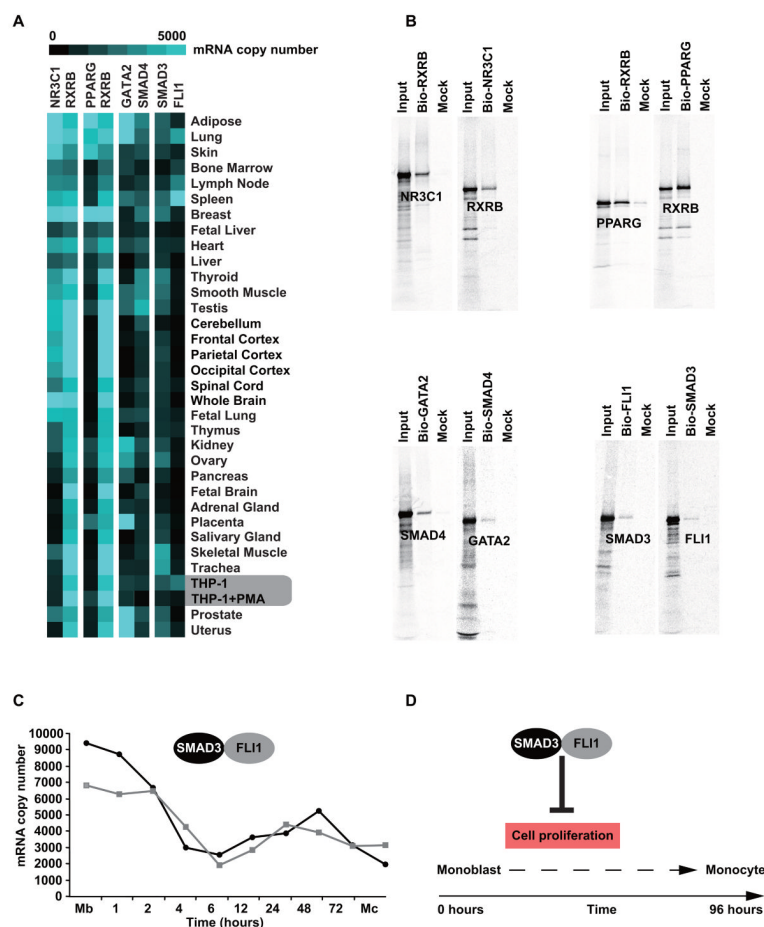 A
0 5000
mRNA copy number
NR3C1
RXRB
PPARG
RXRB
GATA2
SMAD4
SMAD3
FLI1
Adipose
Lung
Skin
Bone Marrow
Lymph Node
Spleen
Breast
Fetal Liver
Heart
Liver
Thyroid
Smooth Muscle
Testis
Cerebellum
Frontal Cortex
Parietal Cortex
Occipital Cortex
Spinal Cord
Whole Brain
Fetal Lung
Thymus
Kidney
Ovary
Pancreas
Fetal Brain
Adrenal Gland
Placenta
Salivary Gland
Skeletal Muscle
Trachea
THP-1
THP-1+PMA
Prostate
Uterus
B
Input
Bio-RXRB
Mock
NR3C1
Input
Bio-NR3C1
Mock
RXRB
Input
Bio-RXRB
Mock
PPARG
Input
Bio-PPARG
Mock
RXRB
Input
Bio-GATA2
Mock
SMAD4
Input
Bio-SMAD4
Mock
GATA2
Input
Bio-FLI1
Mock
SMAD3
Input
Bio-SMAD3
Mock
FLI1
C
SMAD3 FLI1
mRNA copy number
10000
9000
8000
7000
6000
5000
4000
3000
2000
1000
0
Mb 1 2 4 6 12 24 48 72 Mc
Time (hours)
D
SMAD3 FLI1
Cell proliferation
Monoblast Monocyte
0 hours Time 96 hours